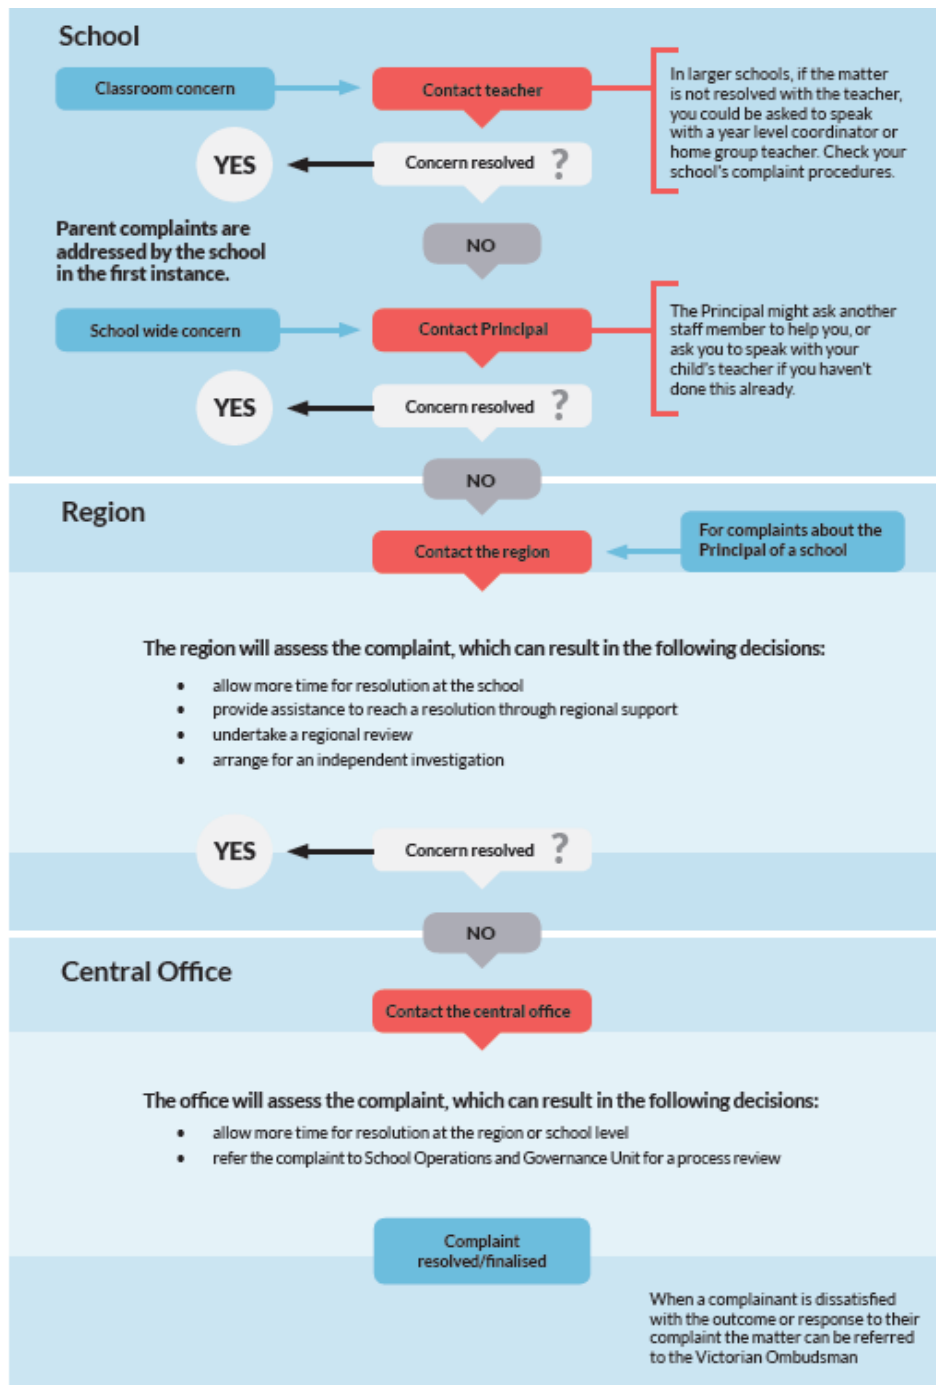 School
Classroom concern
Contact teacher
In larger schools, if the matter
is not resolved with the teacher,
you could be asked to speak
with a year level coordinator or
home group teacher. Check your
school's complaint procedures.
YES
Concern resolved ?
Parent complaints are
addressed by the school
in the first instance.
NO
School wide concern
Contact Principal
The Principal might ask another
staff member to help you, or
ask you to speak with your
child's teacher if you haven't
done this already.
YES
Concern resolved ?
NO
Region
Contact the region
For complaints about the
Principal of a school
The region will assess the complaint, which can result in the following decisions:
• allow more time for resolution at the school
• provide assistance to reach a resolution through regional support
• undertake a regional review
• arrange for an independent investigation
YES
Concern resolved ?
NO
Central Office
Contact the central office
The office will assess the complaint, which can result in the following decisions:
• allow more time for resolution at the region or school level
• refer the complaint to School Operations and Governance Unit for a process review
Complaint
resolved/finalised
When a complainant is dissatisfied
with the outcome or response to their
complaint the matter can be referred
to the Victorian Ombudsman